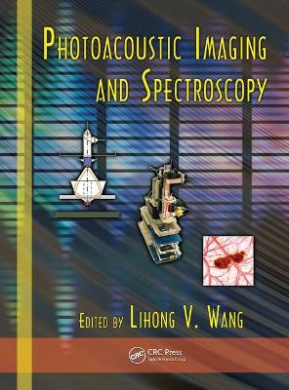 Photoacoustic Imaging
and Spectroscopy
Edited by Lihong V. Wang
CRC Press
Taylor & Francis Group